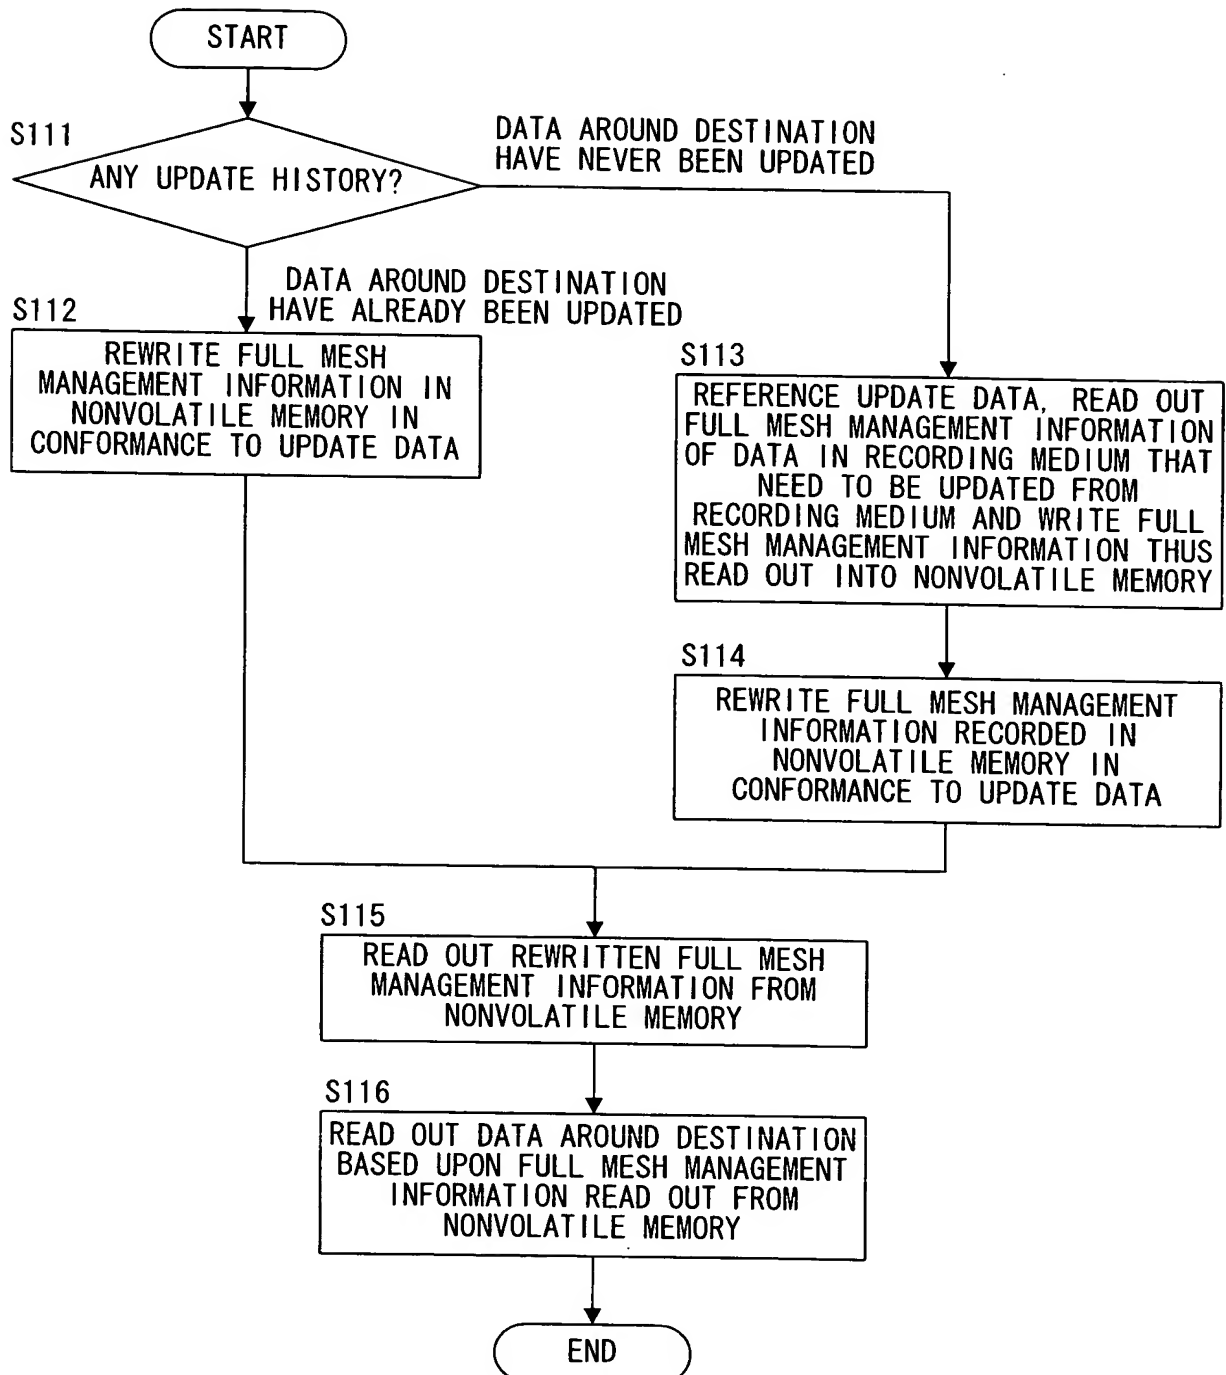 START
S111
ANY UPDATE HISTORY?
DATA AROUND DESTINATION
HAVE NEVER BEEN UPDATED
DATA AROUND DESTINATION
HAVE ALREADY BEEN UPDATED
S112
REWRITE FULL MESH
MANAGEMENT INFORMATION IN
NONVOLATILE MEMORY IN
CONFORMANCE TO UPDATE DATA
S113
REFERENCE UPDATE DATA, READ OUT
FULL MESH MANAGEMENT INFORMATION
OF DATA IN RECORDING MEDIUM THAT
NEED TO BE UPDATED FROM
RECORDING MEDIUM AND WRITE FULL
MESH MANAGEMENT INFORMATION THUS
READ OUT INTO NONVOLATILE MEMORY
S114
REWRITE FULL MESH MANAGEMENT
INFORMATION RECORDED IN
NONVOLATILE MEMORY IN
CONFORMANCE TO UPDATE DATA
S115
READ OUT REWRITTEN FULL MESH
MANAGEMENT INFORMATION FROM
NONVOLATILE MEMORY
S116
READ OUT DATA AROUND DESTINATION
BASED UPON FULL MESH MANAGEMENT
INFORMATION READ OUT FROM
NONVOLATILE MEMORY
END